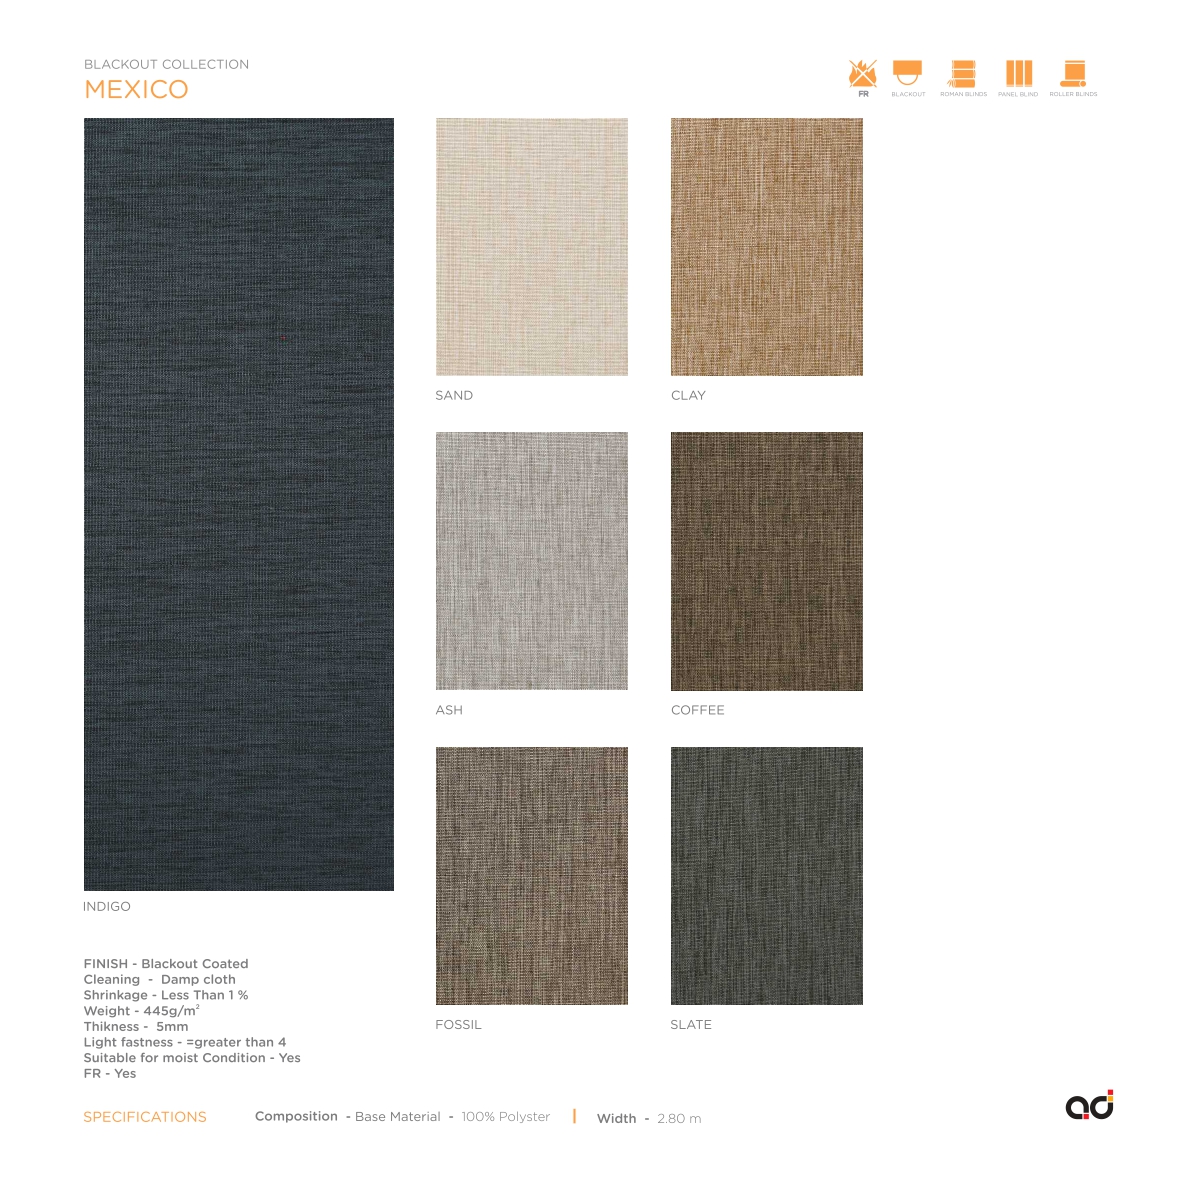 BLACKOUT COLLECTION
MEXICO
FR
BLACKOUT
ROMAN BLINDS
PANEL BLIND
ROLLER BLINDS
SAND
CLAY
ASH
COFFEE
INDIGO
FOSSIL
SLATE
FINISH - Blackout Coated
Cleaning - Damp cloth
Shrinkage - Less Than 1 %
Weight - 445g/m²
Thikness - 5mm
Light fastness - =greater than 4
Suitable for moist Condition - Yes
FR - Yes
SPECIFICATIONS
Composition - Base Material - 100% Polyster | Width - 2.80 m
ad